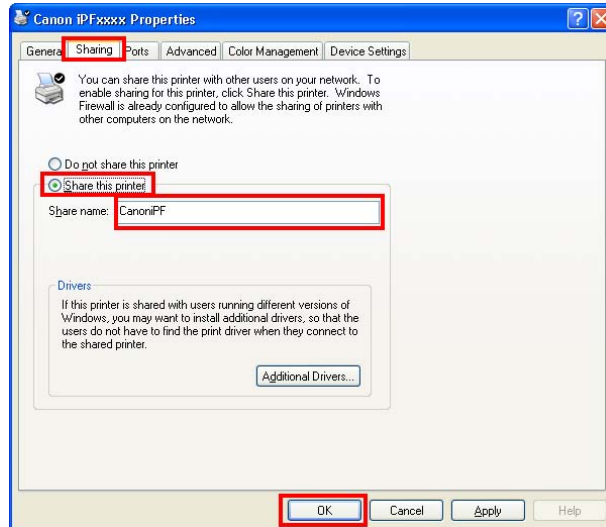 Canon iPFxxxx Properties
General Sharing Ports Advanced Color Management Device Settings
You can share this printer with other users on your network. To
enable sharing for this printer, click Share this printer. Windows
Firewall is already configured to allow the sharing of printers with
other computers on the network.
Do not share this printer
Share this printer
Share name: CanoniPF
Drivers
If this printer is shared with users running different versions of
Windows, you may want to install additional drivers, so that the
users do not have to find the print driver when they connect to
the shared printer.
Additional Drivers...
OK Cancel Apply Help